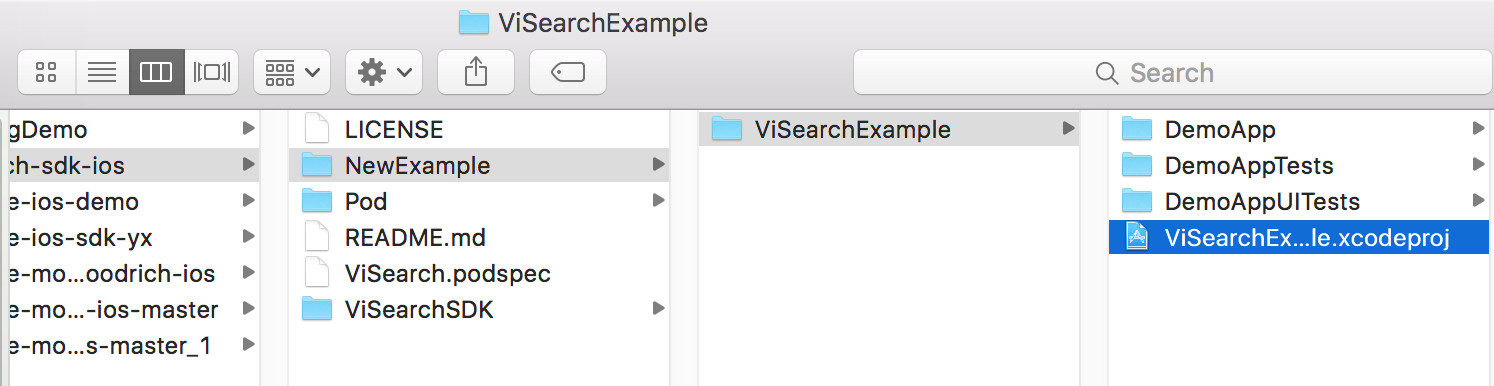 ViSearchExample
Search
gDemo
ch-sdk-ios
e-ios-demo
e-ios-sdk-yx
e-mo...oodrich-ios
e-mo...-ios-master
e-mo...s-master_1
LICENSE
NewExample
Pod
README.md
ViSearch.podspec
ViSearchSDK
ViSearchExample
DemoApp
DemoAppTests
DemoAppUITests
ViSearchEx...le.xcodeproj